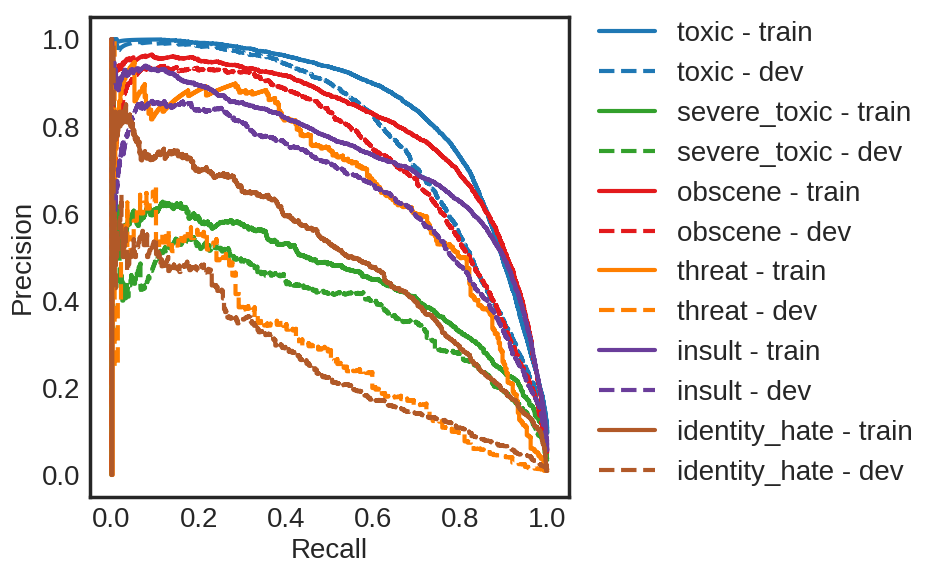 1.0
0.8
0.6
0.4
0.2
0.0
Precision
0.0 0.2 0.4 0.6 0.8 1.0
Recall
toxic - train
toxic - dev
severe_toxic - train
severe_toxic - dev
obscene - train
obscene - dev
threat - train
threat - dev
insult - train
insult - dev
identity_hate - train
identity_hate - dev